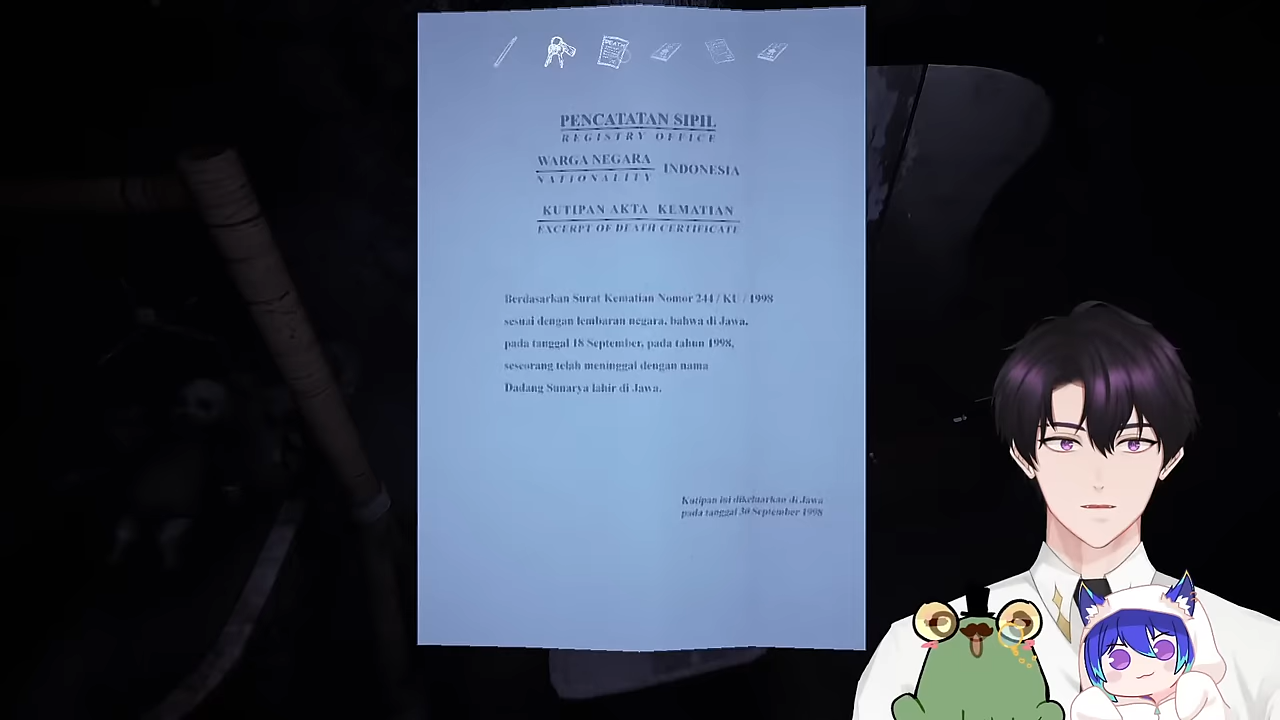 PENCATATAN SIPIL
REGISTRY OFFICE
WARGA NEGARA INDONESIA
NATIONALITY
KUTIPAN AKTA KEMATIAN
EXCERPT OF DEATH CERTIFICATE
Berdasarkan Surat Kematian Nomor 244 / KU / 1998
sesuai dengan lembaran negara, bahwa di Jawa,
pada tanggal 18 September, pada tahun 1998,
seseorang telah meninggal dengan nama
Dadang Sunarya lahir di Jawa.
Kutipan ini dikeluarkan di Jawa
pada tanggal 30 September 1998